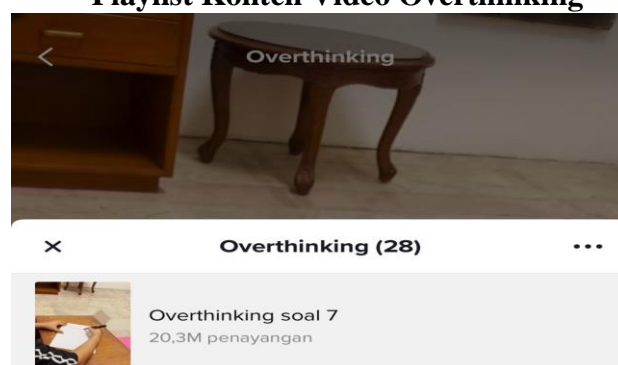 Playlist Konten Video Overthinking
Overthinking
Overthinking (28)
Overthinking soal 7
20,3M penayangan